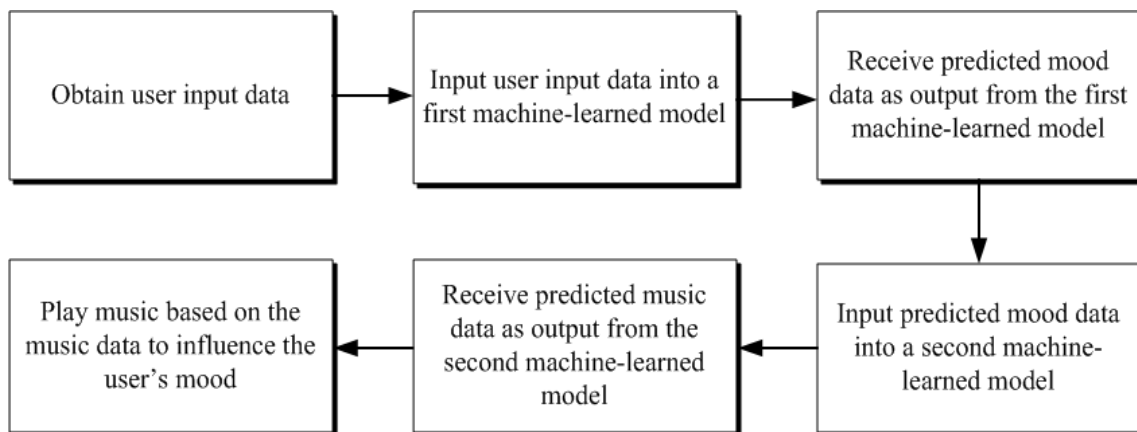 Obtain user input data
Input user input data into a
first machine-learned model
Receive predicted mood
data as output from the first
machine-learned model
Input predicted mood data
into a second machine-
learned model
Receive predicted music
data as output from the
second machine-learned
model
Play music based on the
music data to influence the
user’s mood